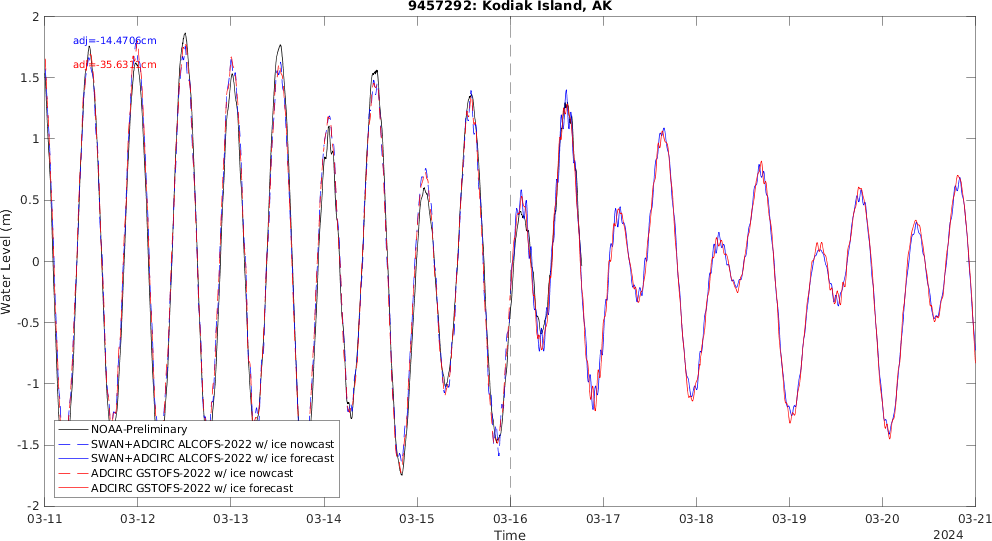 9457292: Kodiak Island, AK
adj=-14.4706cm
Water Level (m)
2
1.5
1
0.5
0
-0.5
-1
-1.5
-2
NOAA-Preliminary
SWAN+ADCIRC ALCOFS-2022 w/ ice nowcast
SWAN+ADCIRC ALCOFS-2022 w/ ice forecast
ADCIRC GSTOFS-2022 w/ ice nowcast
ADCIRC GSTOFS-2022 w/ ice forecast
03-11 03-12 03-13 03-14 03-15 03-16 03-17 03-18 03-19 03-20 03-21
Time
2024